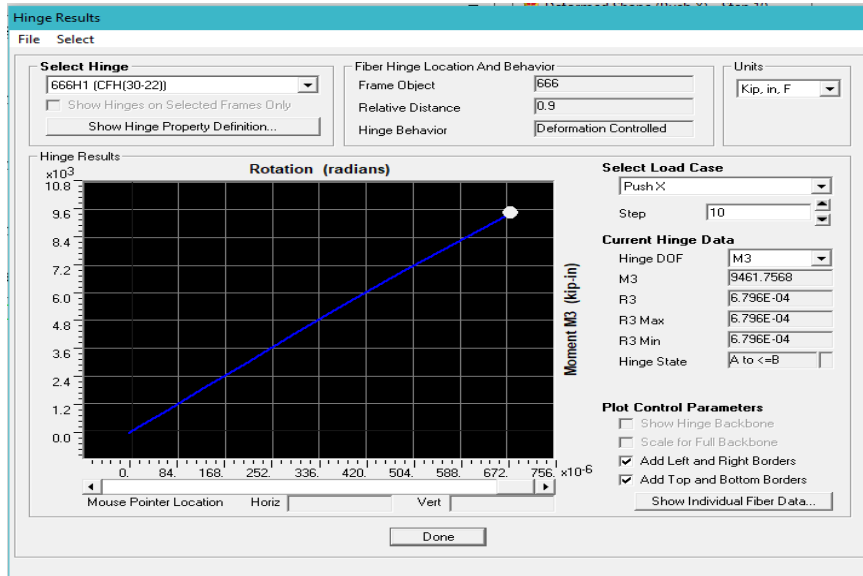 Deformed Shape (Push X) - Step 10
Hinge Results
File Select
Select Hinge
666H1 (CFH(30-22))
Show Hinges on Selected Frames Only
Show Hinge Property Definition...
Fiber Hinge Location And Behavior
Frame Object 666
Relative Distance 0.9
Hinge Behavior Deformation Controlled
Units
Kip, in, F
Hinge Results
x10³
Rotation (radians)
10.8
9.6
8.4
7.2
6.0
4.8
3.6
2.4
1.2
0.0
0. 84. 168. 252. 336. 420. 504. 588. 672. 756. x10-6
Moment M3 (kip-in)
Mouse Pointer Location Horiz Vert
Select Load Case
Push X
Step 10
Current Hinge Data
Hinge DOF M3
M3 9461.7568
R3 6.796E-04
R3 Max 6.796E-04
R3 Min 6.796E-04
Hinge State A to <=B
Plot Control Parameters
Show Hinge Backbone
Scale for Full Backbone
Add Left and Right Borders
Add Top and Bottom Borders
Show Individual Fiber Data...
Done